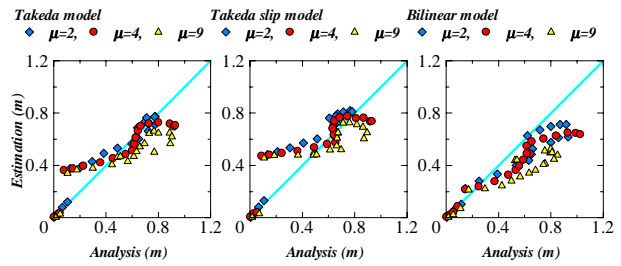 Takeda model
μ=2, μ=4, μ=9
Takeda slip model
μ=2, μ=4, μ=9
Bilinear model
μ=2, μ=4, μ=9
Estimation (m)
1.2
0.8
0.4
0
0.4 0.8 1.2
Analysis (m)
1.2
0.8
0.4
0
0.4 0.8 1.2
Analysis (m)
1.2
0.8
0.4
0
0.4 0.8 1.2
Analysis (m)